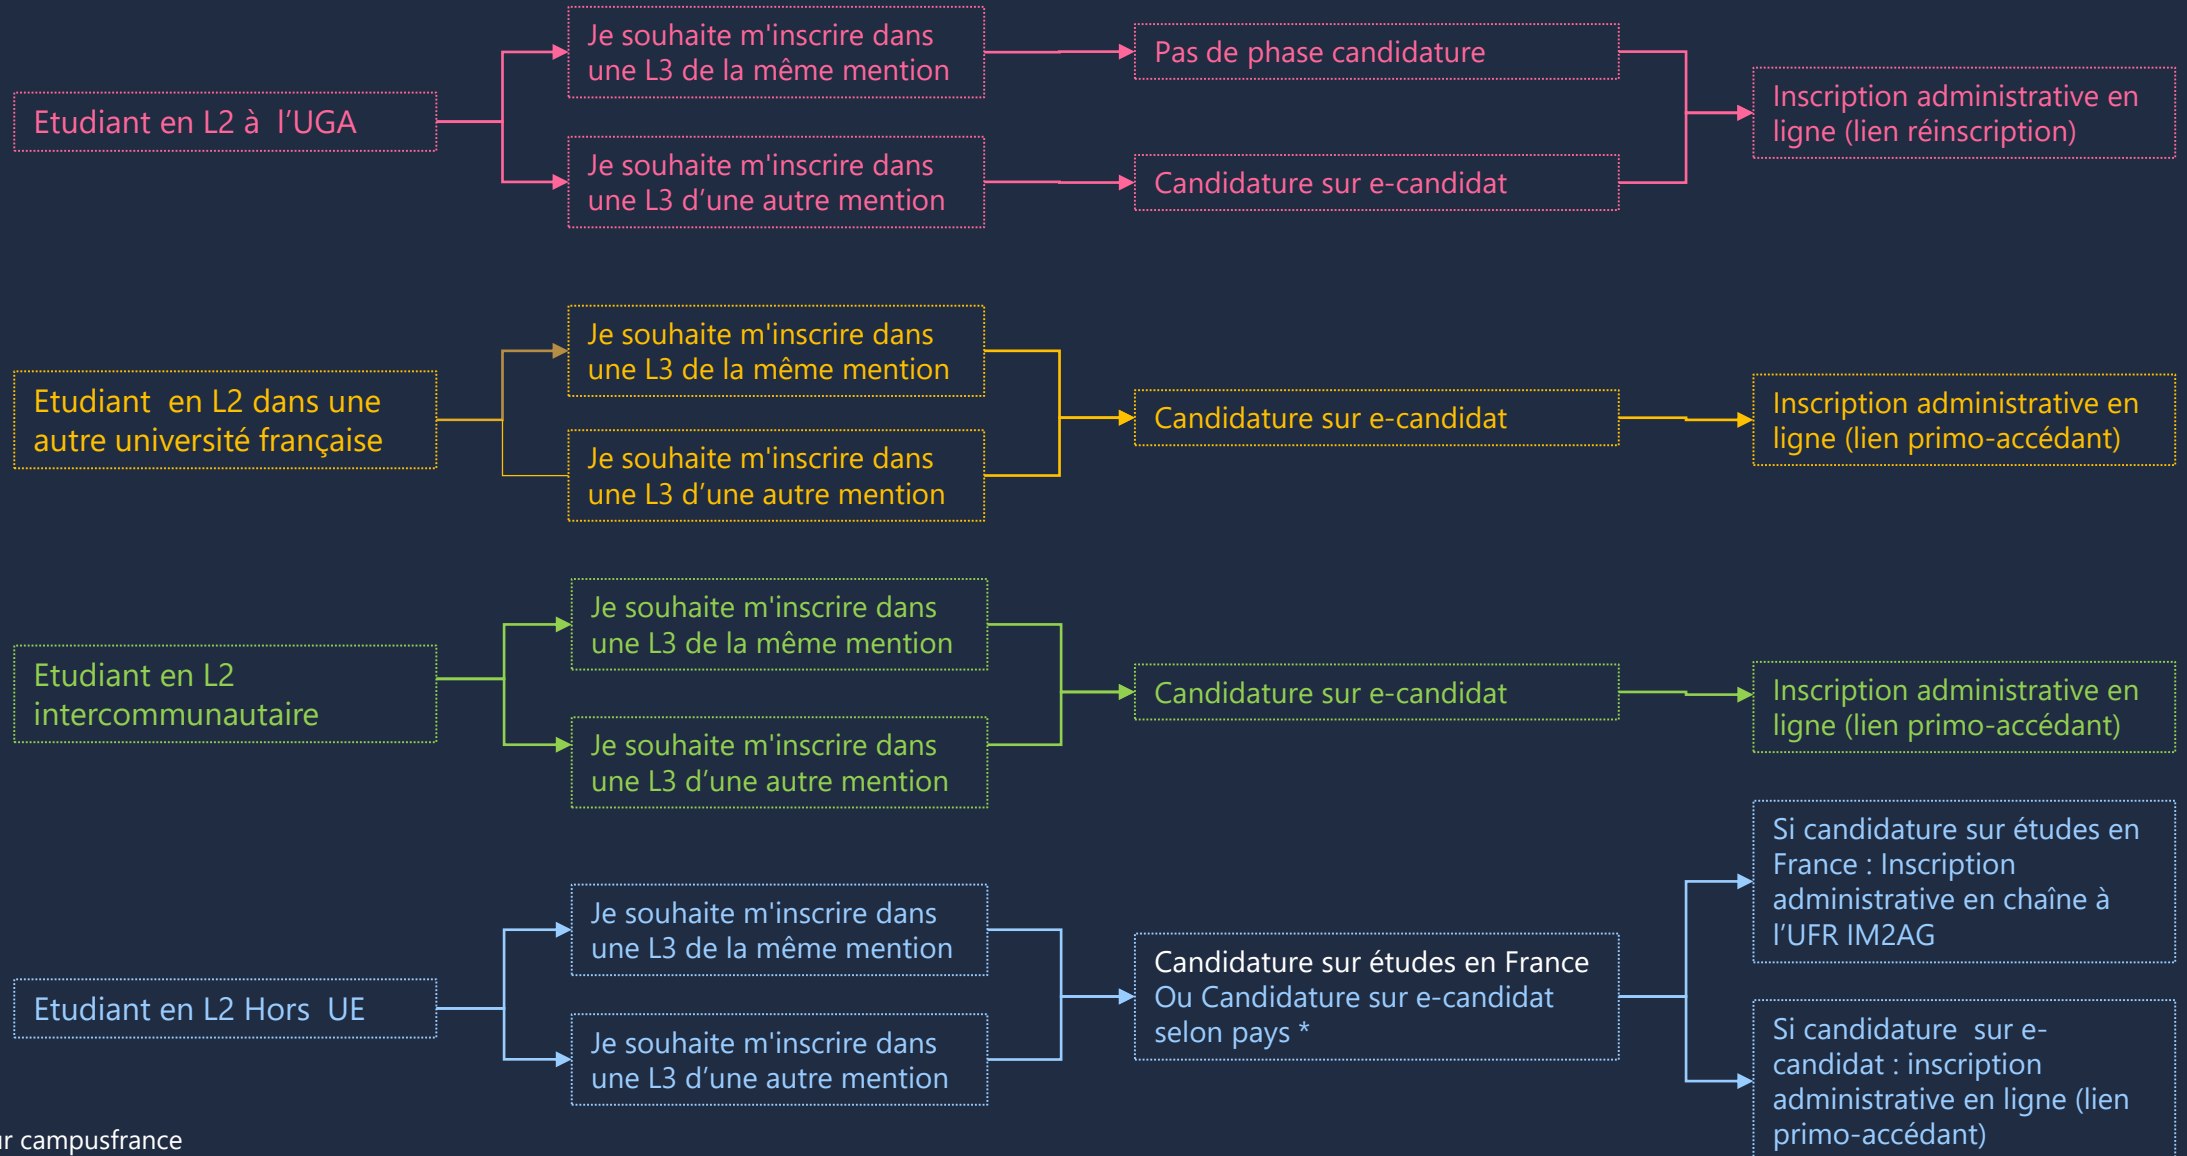 Etudiant en L2 à l’UGA
Je souhaite m'inscrire dans
une L3 de la même mention
Pas de phase candidature
Je souhaite m'inscrire dans
une L3 d’une autre mention
Candidature sur e-candidat
Inscription administrative en
ligne (lien réinscription)
Etudiant en L2 dans une
autre université française
Je souhaite m'inscrire dans
une L3 de la même mention
Je souhaite m'inscrire dans
une L3 d’une autre mention
Candidature sur e-candidat
Inscription administrative en
ligne (lien primo-accédant)
Etudiant en L2
intercommunautaire
Je souhaite m'inscrire dans
une L3 de la même mention
Je souhaite m'inscrire dans
une L3 d’une autre mention
Candidature sur e-candidat
Inscription administrative en
ligne (lien primo-accédant)
Etudiant en L2 Hors UE
Je souhaite m'inscrire dans
une L3 de la même mention
Je souhaite m'inscrire dans
une L3 d’une autre mention
Candidature sur études en France
Ou Candidature sur e-candidat
selon pays *
Si candidature sur études en
France : Inscription
administrative en chaîne à
l’UFR IM2AG
Si candidature sur e-
candidat : inscription
administrative en ligne (lien
primo-accédant)
campusfrance